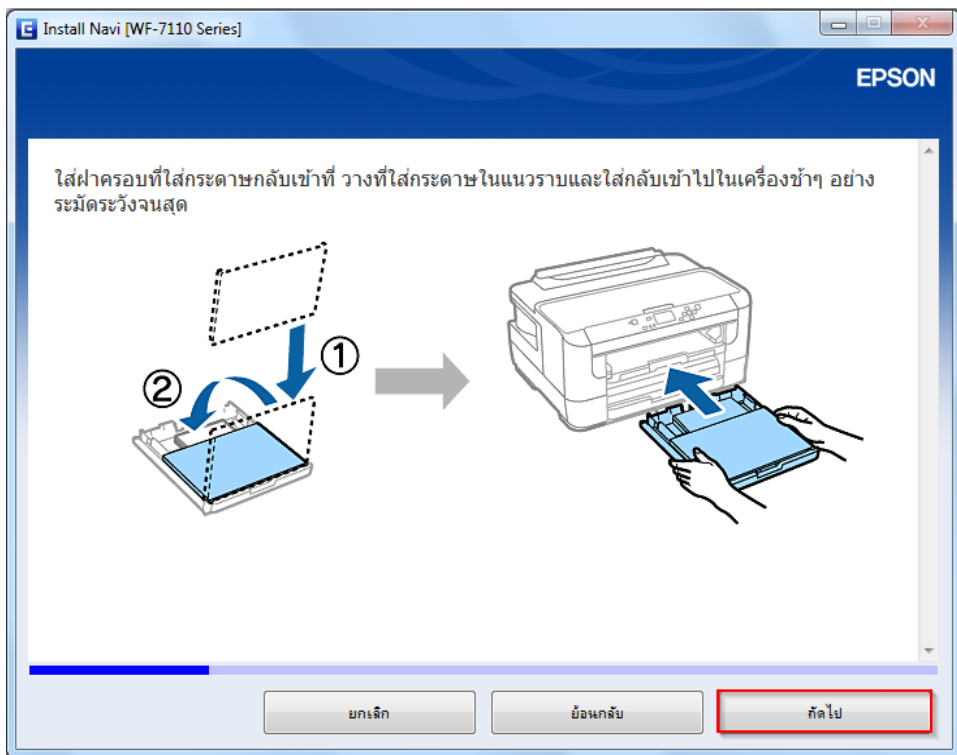 Install Navi [WF-7110 Series]
EPSON
ใส่ฝาครอบที่ใส่กระดาษกลับเข้าที่ วางที่ใส่กระดาษในแนวราบและใส่กลับเข้าไปในเครื่องช้าๆ อย่าง
ระมัดระวังจนสุด
①
②
ยกเลิก
ย้อนกลับ
ถัดไป